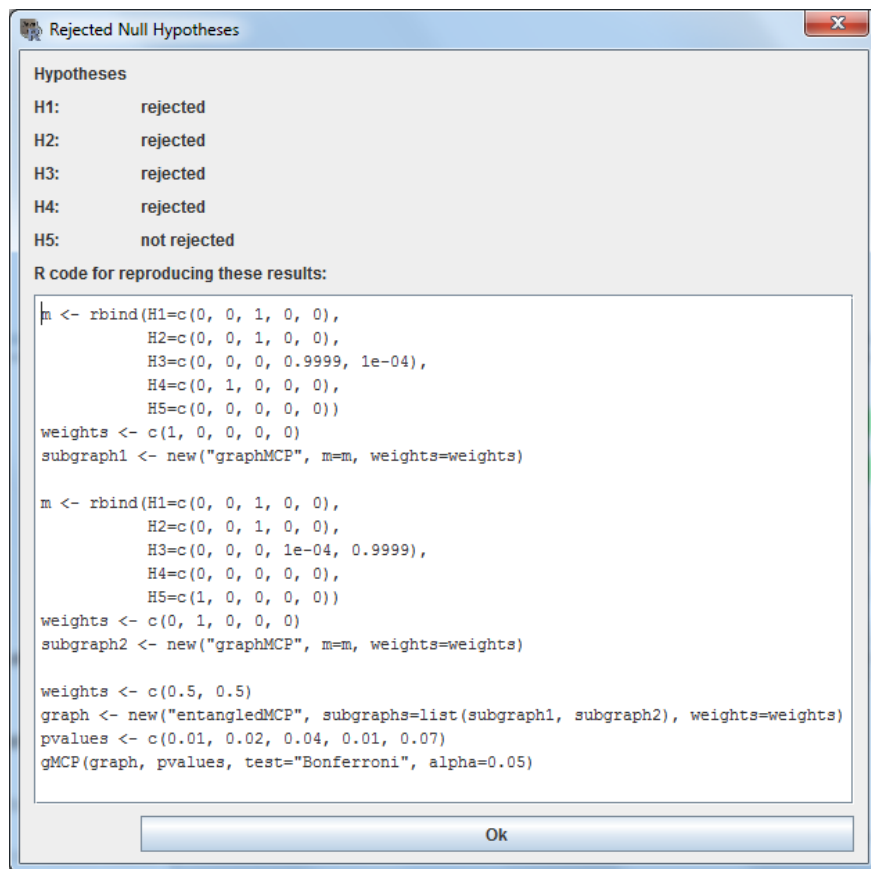 Rejected Null Hypotheses
x
Hypotheses
H1: rejected
H2: rejected
H3: rejected
H4: rejected
H5: not rejected
R code for reproducing these results:
m <- rbind(H1=c(0, 0, 1, 0, 0),
           H2=c(0, 0, 1, 0, 0),
           H3=c(0, 0, 0, 0.9999, 1e-04),
           H4=c(0, 1, 0, 0, 0),
           H5=c(0, 0, 0, 0, 0))
weights <- c(1, 0, 0, 0, 0)
subgraph1 <- new("graphMCP", m=m, weights=weights)
m <- rbind(H1=c(0, 0, 1, 0, 0),
           H2=c(0, 0, 1, 0, 0),
           H3=c(0, 0, 0, 1e-04, 0.9999),
           H4=c(0, 0, 0, 0, 0),
           H5=c(1, 0, 0, 0, 0))
weights <- c(0, 1, 0, 0, 0)
subgraph2 <- new("graphMCP", m=m, weights=weights)
weights <- c(0.5, 0.5)
graph <- new("entangledMCP", subgraphs=list(subgraph1, subgraph2), weights=weights)
pvalues <- c(0.01, 0.02, 0.04, 0.01, 0.07)
gMCP(graph, pvalues, test="Bonferroni", alpha=0.05)
Ok